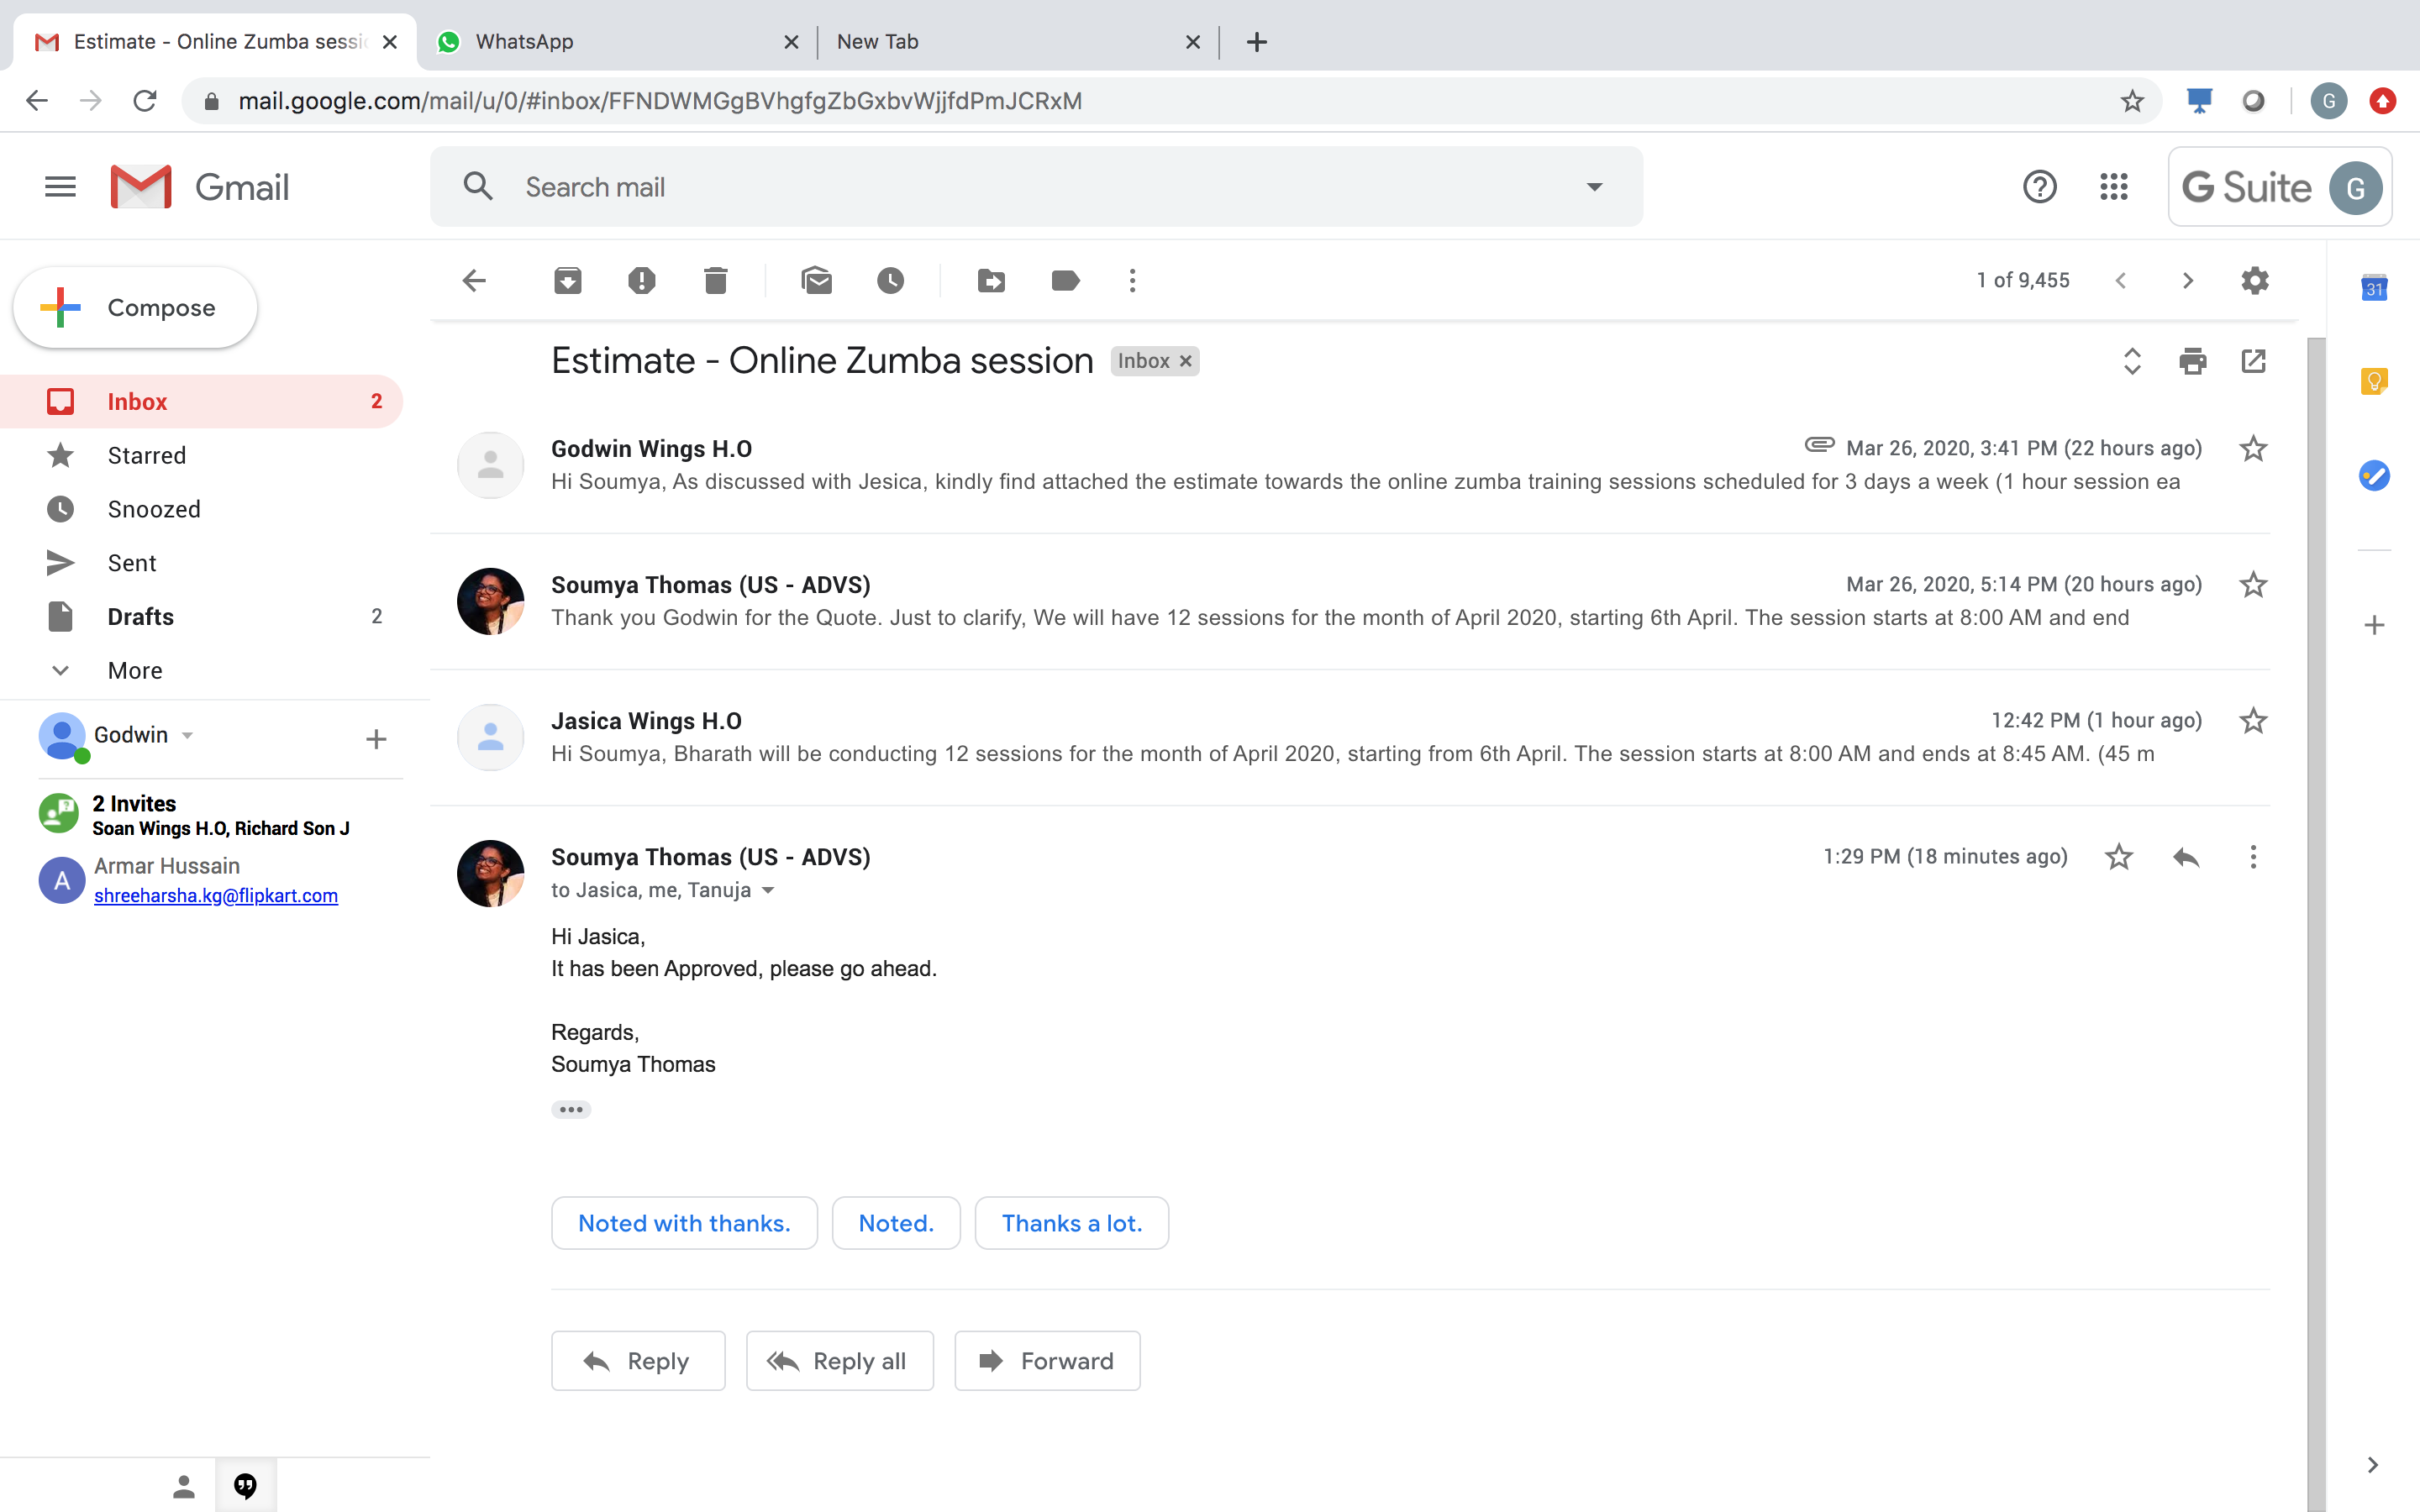 Estimate - Online Zumba sessi
WhatsApp
New Tab
mail.google.com/mail/u/0/#inbox/FFNDWMGgBVhgfgZbGxbvWjjfdPmJCRxM
G
Gmail
Search mail
G Suite
G
Compose
1 of 9,455
31
Estimate - Online Zumba session
Inbox
Inbox
2
Starred
Snoozed
Sent
Drafts
2
More
Godwin
2 Invites
Soan Wings H.O, Richard Son J
A
Armar Hussain
shreeharsha.kg@flipkart.com
Godwin Wings H.O
Mar 26, 2020, 3:41 PM (22 hours ago)
Hi Soumya, As discussed with Jesica, kindly find attached the estimate towards the online zumba training sessions scheduled for 3 days a week (1 hour session ea
Soumya Thomas (US - ADVS)
Mar 26, 2020, 5:14 PM (20 hours ago)
Thank you Godwin for the Quote. Just to clarify, We will have 12 sessions for the month of April 2020, starting 6th April. The session starts at 8:00 AM and end
Jasica Wings H.O
12:42 PM (1 hour ago)
Hi Soumya, Bharath will be conducting 12 sessions for the month of April 2020, starting from 6th April. The session starts at 8:00 AM and ends at 8:45 AM. (45 m
Soumya Thomas (US - ADVS)
1:29 PM (18 minutes ago)
to Jasica, me, Tanuja
Hi Jasica,
It has been Approved, please go ahead.
Regards,
Soumya Thomas
Noted with thanks.
Noted.
Thanks a lot.
Reply
Reply all
Forward